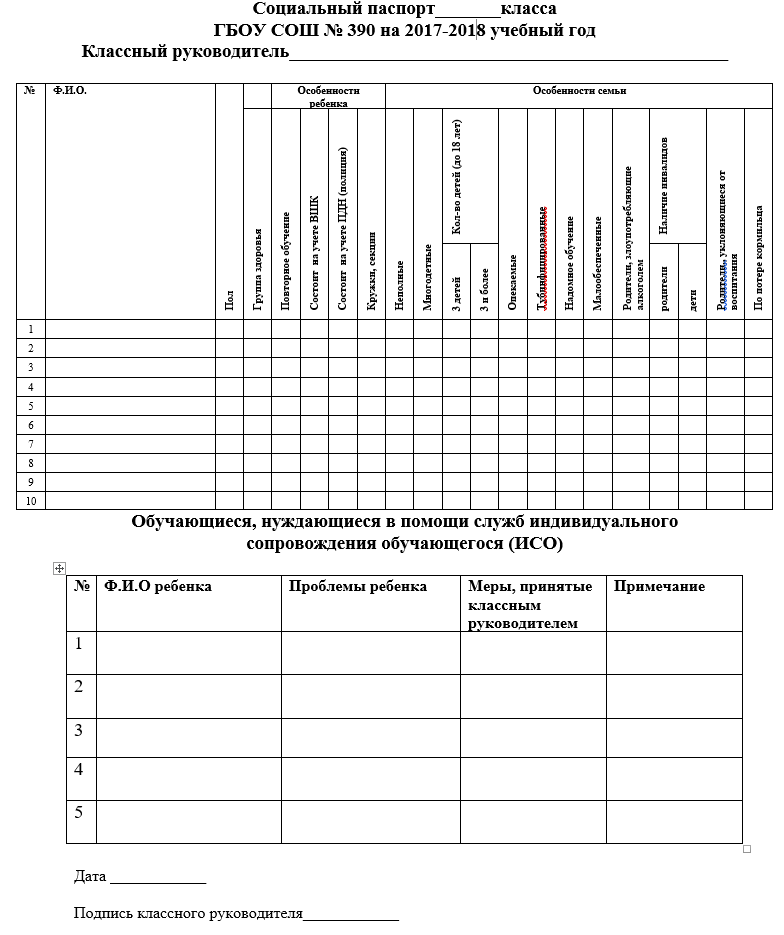 Социальный паспорт_______класса
ГБОУ СОШ № 390 на 2017-2018 учебный год
Классный руководитель_______________________________________________
№
Ф.И.О.
Пол
Группа здоровья
Особенности
ребенка
Повторное обучение
Состоит на учете ВШК
Состоит на учете ПДН (полиция)
Кружки, секции
Особенности семьи
Неполные
Многодетные
Кол-во детей (до 18 лет)
3 детей
3 и более
Опекаемые
Тубинфицированные
Надомное обучение
Малообеспеченные
Родители, злоупотребляющие
алкоголем
Наличие инвалидов
родители
дети
Родители, уклоняющиеся от
воспитания
По потере кормильца
1
2
3
4
5
6
7
8
9
10
Обучающиеся, нуждающиеся в помощи служб индивидуального
сопровождения обучающегося (ИСО)
№ Ф.И.О ребенка Проблемы ребенка Меры, принятые Примечание
классным
руководителем
1
2
3
4
5
Дата ____________
Подпись классного руководителя____________